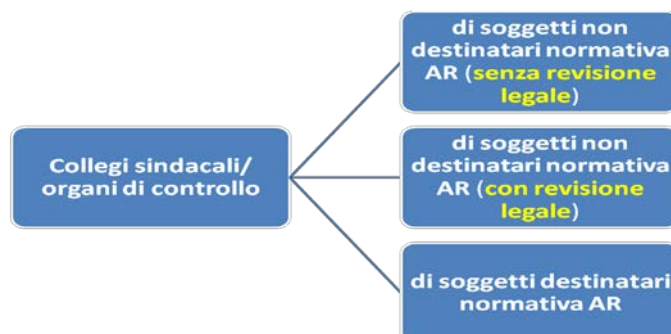 di soggetti non
destinatari normativa
AR (senza revisione
legale)
Collegi sindacali/
organi di controllo
di soggetti non
destinatari normativa
AR (con revisione
legale)
di soggetti destinatari
normativa AR